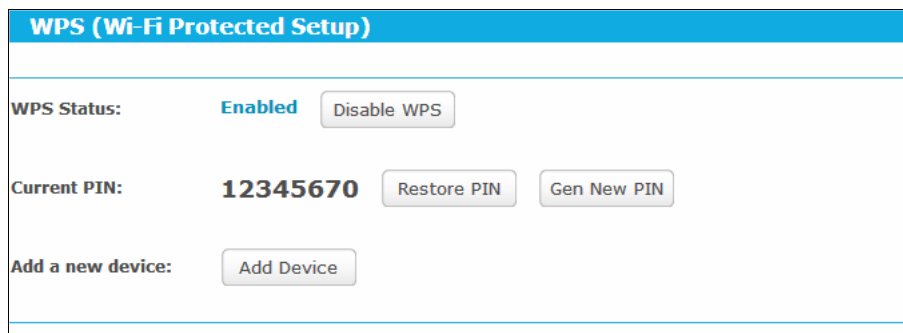 WPS (Wi-Fi Protected Setup)
WPS Status: Enabled Disable WPS
Current PIN: 12345670 Restore PIN Gen New PIN
Add a new device: Add Device